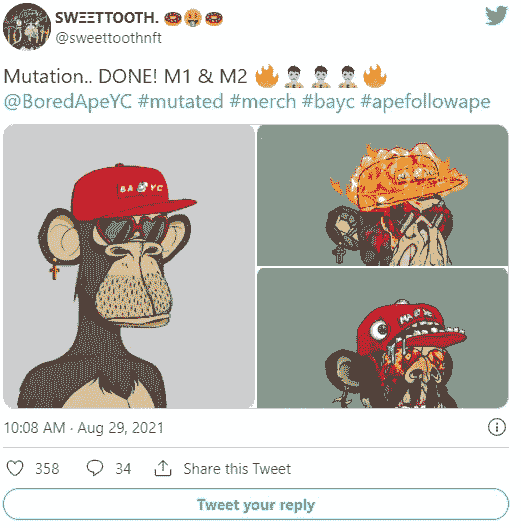 SWEETTOOTH. 🍩🤪🍩
@sweettoothnft
Mutation.. DONE! M1 & M2 🔥🧟‍♂️🧟‍♂️🧟‍♂️🔥
@BoredApeYC #mutated #merch #bayc #apefollowape
BAYC
10:08 AM · Aug 29, 2021
358 34 Share this Tweet
Tweet your reply